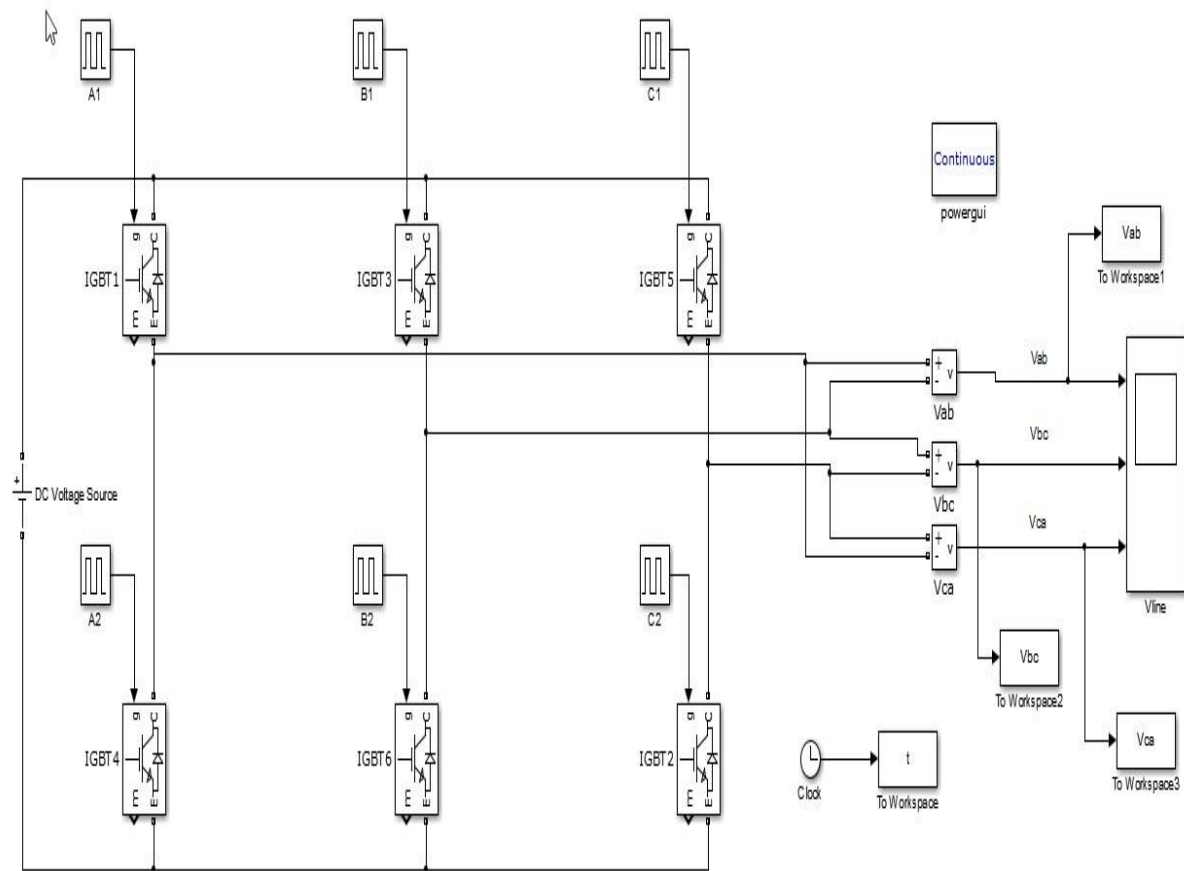 A1
B1
C1
Continuous
powergui
Vab
To Workspace1
g
C
IGBT1
m
E
g
C
IGBT3
m
E
g
C
IGBT5
m
E
+
-
v
Vab
Vab
+
-
v
Vbc
Vbc
+
DC Voltage Source
+
-
v
Vca
Vca
Vline
A2
B2
C2
Vbc
To Workspace2
g
C
IGBT4
m
E
g
C
IGBT6
m
E
g
C
IGBT2
m
E
Clock
t
To Workspace
Vca
To Workspace3